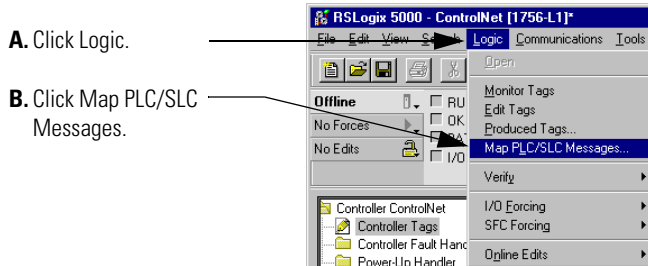 RSLogix 5000 - ControlNet [1756-L1]*
File Edit View Search Logic Communications Tools
A. Click Logic.
B. Click Map PLC/SLC
Messages.
Offline
No Forces
No Edits
RU
OK
I/O
Open
Monitor Tags
Edit Tags
Produced Tags...
Map PLC/SLC Messages...
Verify
I/O Forcing
SFC Forcing
Online Edits
Controller ControlNet
Controller Tags
Controller Fault Hand
Power-Up Handler